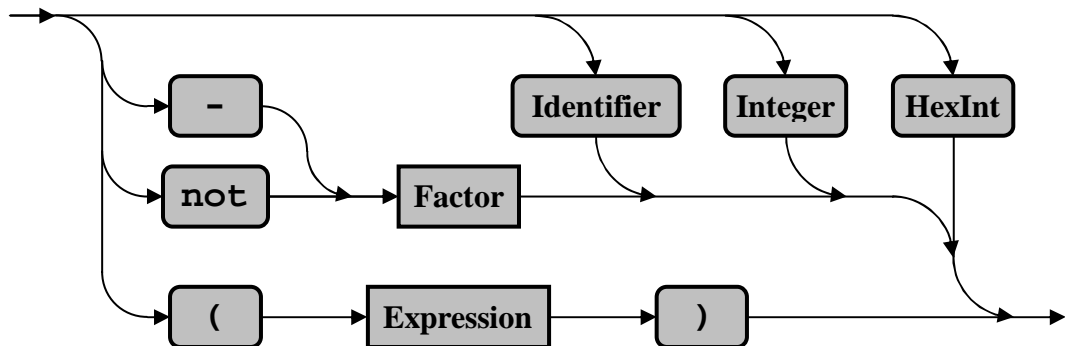 - Identifier Integer HexInt
not Factor
( Expression )